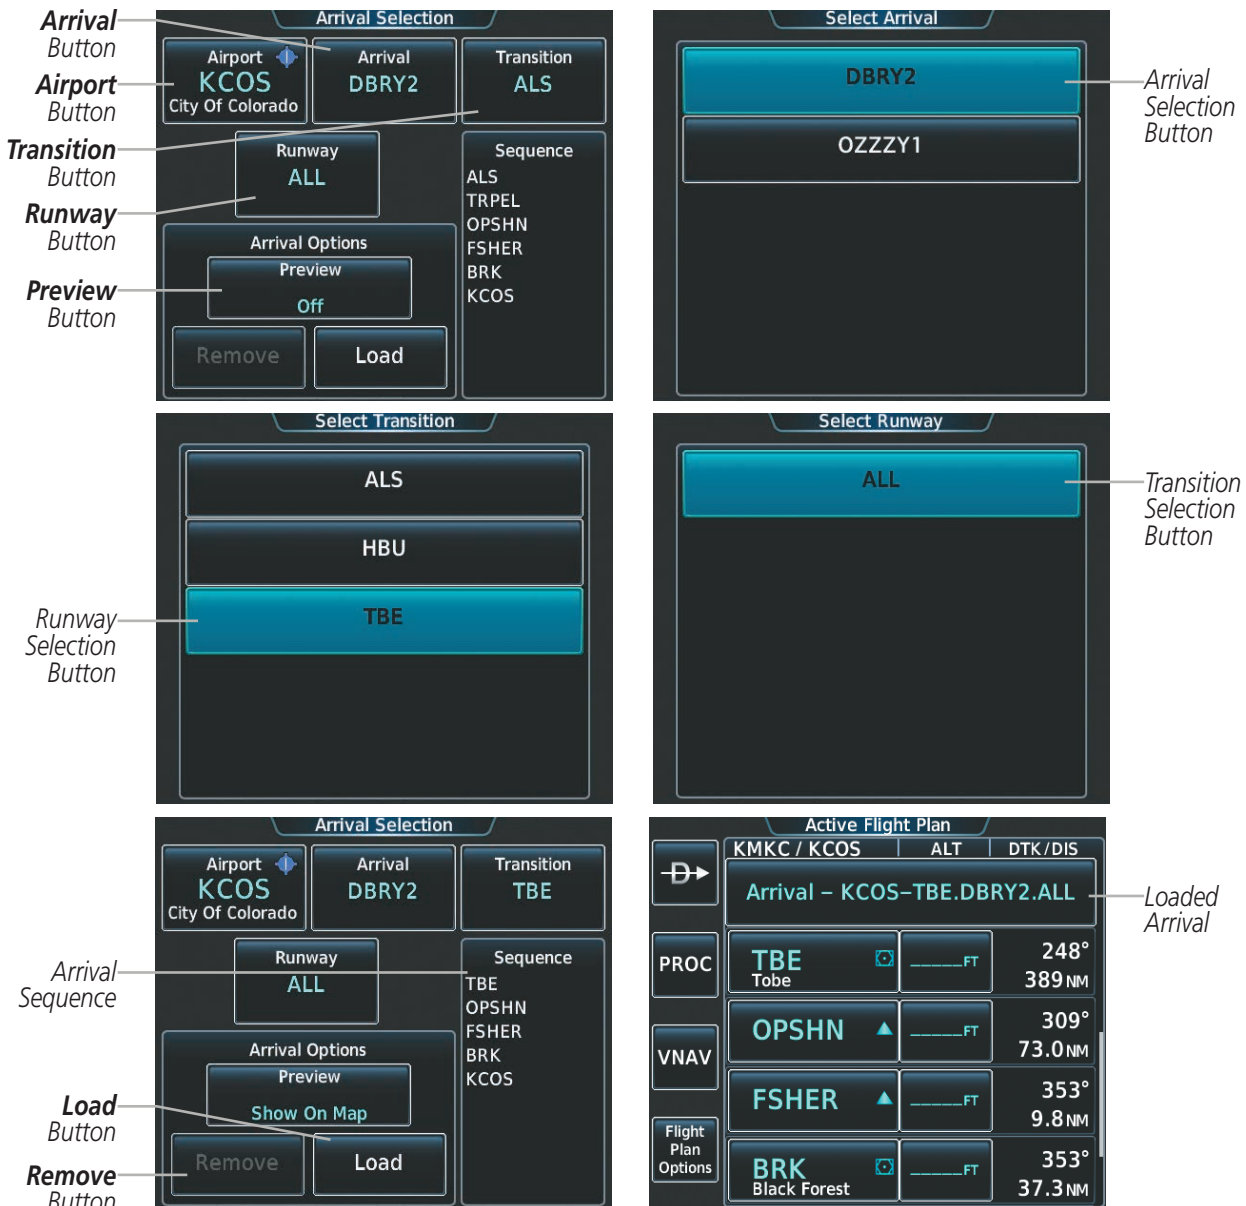 Arrival
Button
Airport
Button
Transition
Button
Runway
Button
Preview
Button
Arrival Selection
Airport
KCOS
City Of Colorado
Arrival
DBRY2
Transition
ALS
Runway
ALL
Sequence
ALS
TRPEL
OPSHN
FSHER
BRK
KCOS
Arrival Options
Preview
Off
Remove
Load
Select Arrival
DBRY2
OZZZY1
Arrival
Selection
Button
Select Transition
ALS
HBU
TBE
Runway
Selection
Button
Select Runway
ALL
Transition
Selection
Button
Arrival Selection
Airport
KCOS
City Of Colorado
Arrival
DBRY2
Transition
TBE
Runway
ALL
Sequence
TBE
OPSHN
FSHER
BRK
KCOS
Arrival Options
Preview
Show On Map
Remove
Load
Arrival
Sequence
Load
Button
Remove
Button
Active Flight Plan
KMKC / KCOS ALT DTK/DIS
Arrival – KCOS–TBE.DBRY2.ALL
PROC
VNAV
Flight
Plan
Options
TBE _____FT 248°
Tobe 389NM
OPSHN _____FT 309°
73.0NM
FSHER _____FT 353°
9.8NM
BRK _____FT 353°
Black Forest 37.3NM
Loaded
Arrival